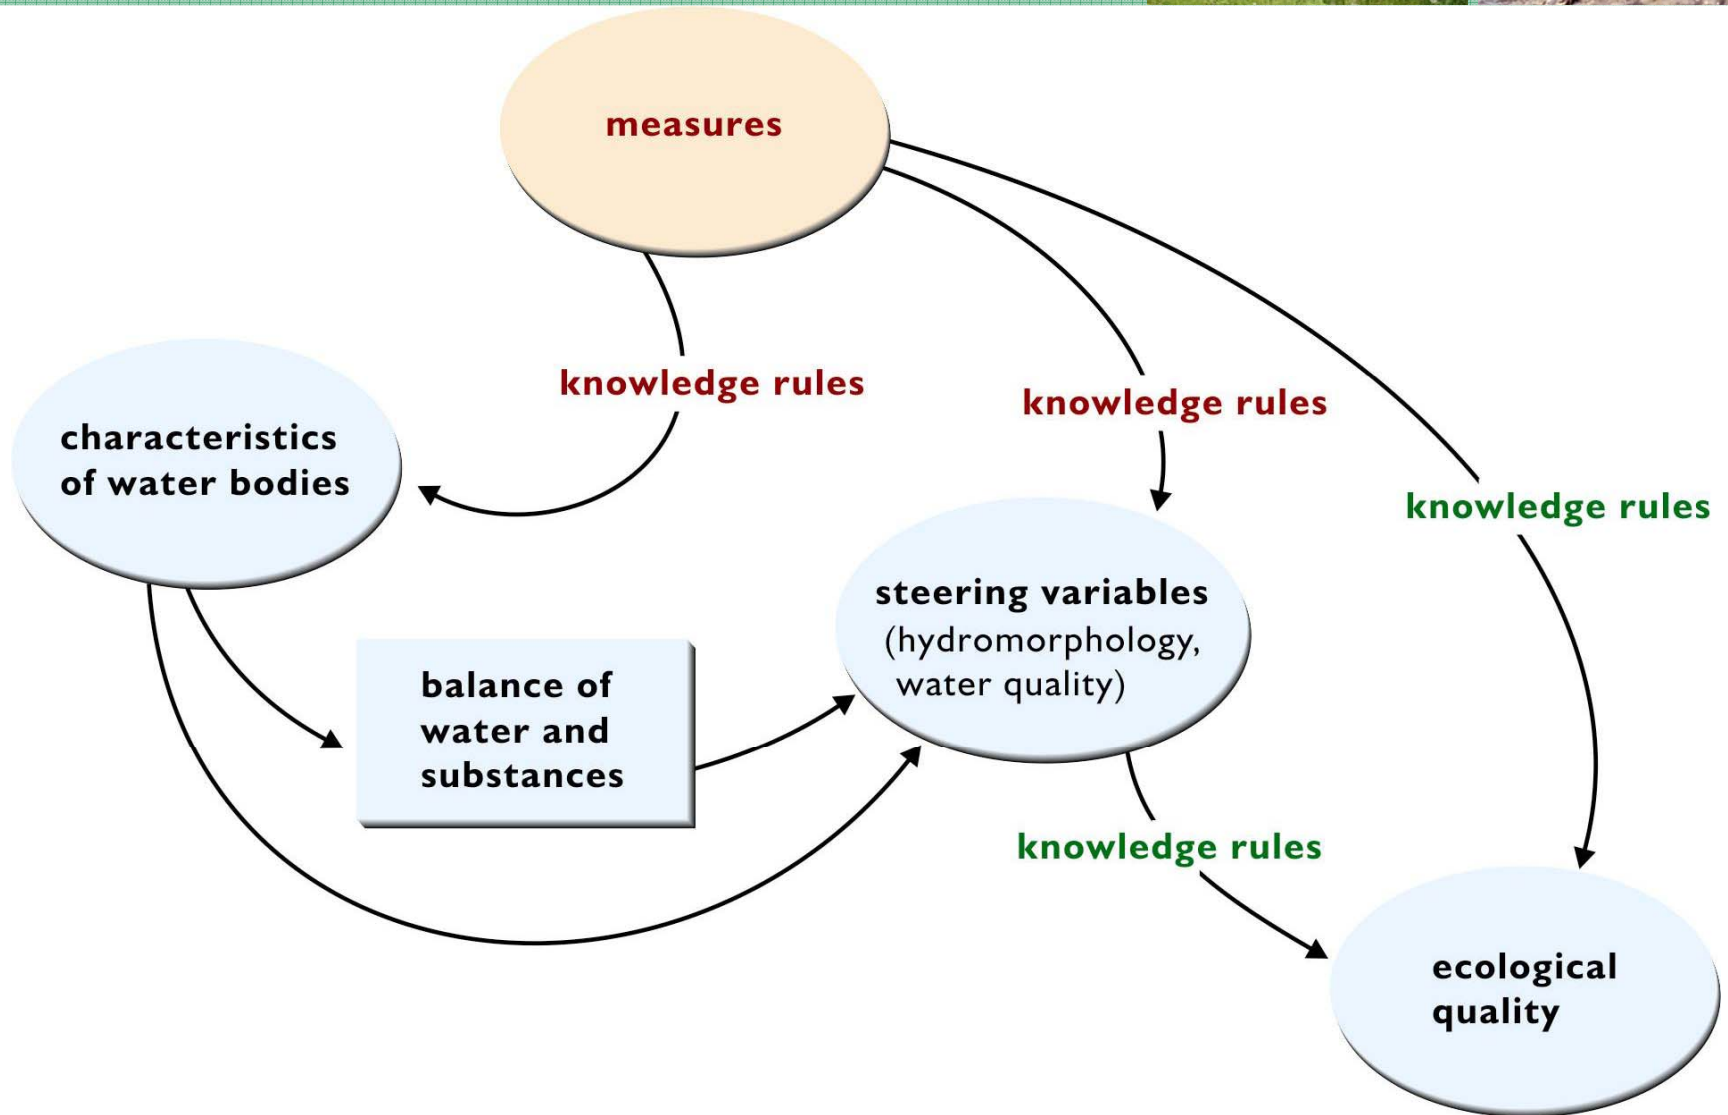 measures
knowledge rules
knowledge rules
characteristics
of water bodies
knowledge rules
steering variables
(hydromorphology,
water quality)
balance of
water and
substances
knowledge rules
ecological
quality